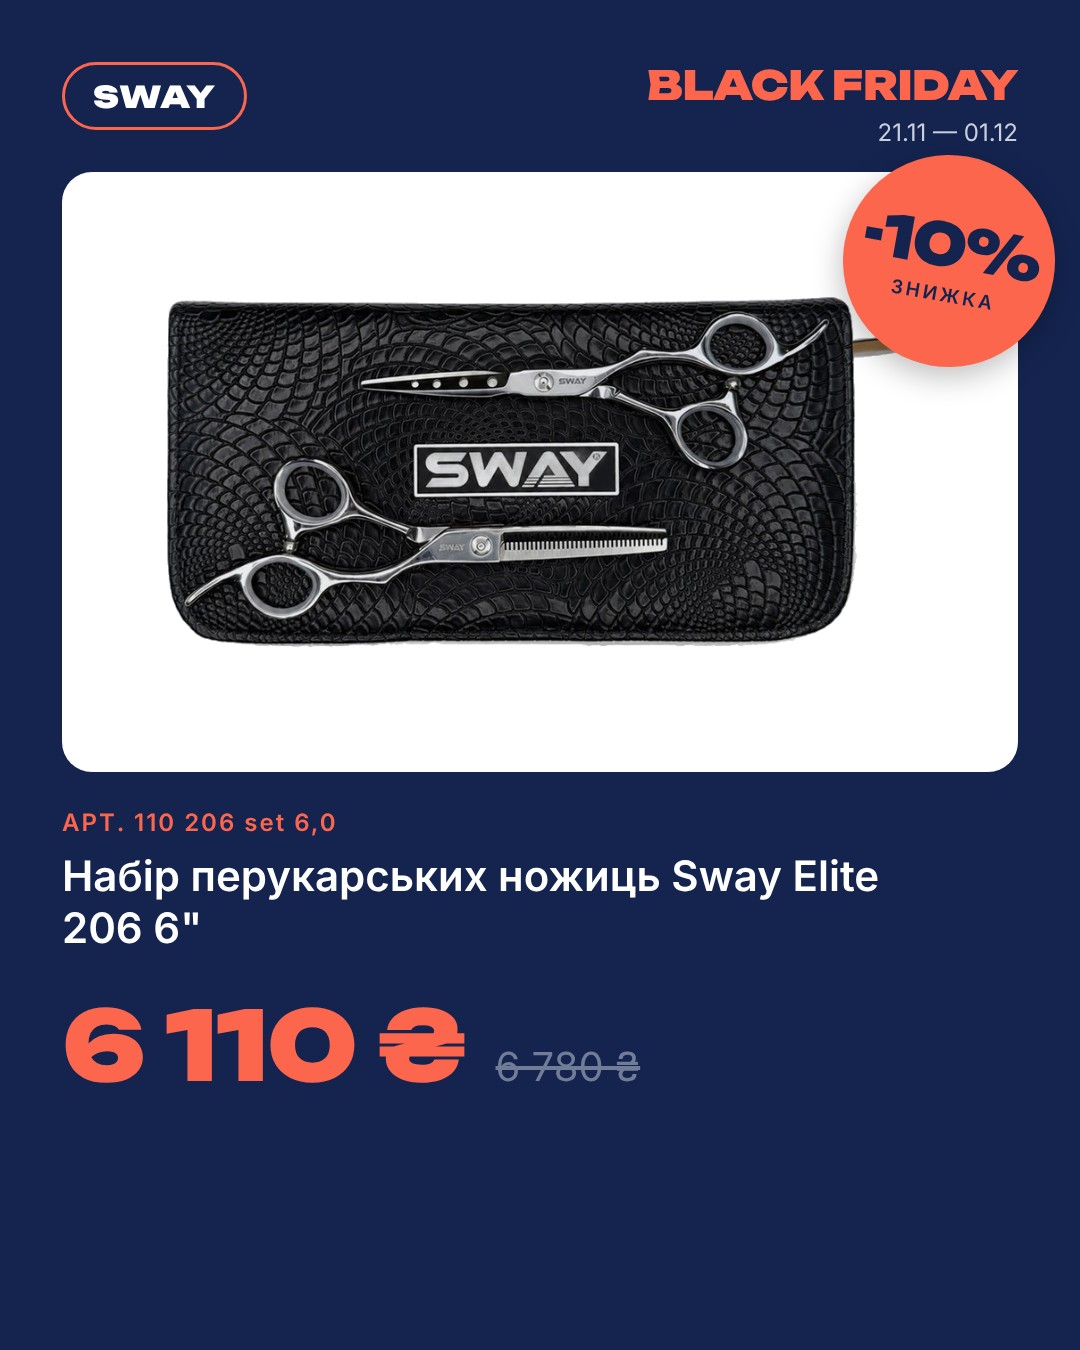 SWAY
BLACK FRIDAY
21.11 — 01.12
-10%
ЗНИЖКА
SWAY
SWAY®
SWAY
АРТ. 110 206 set 6,0
Набір перукарських ножиць Sway Elite
206 6"
6 110 ₴ 6 780 ₴